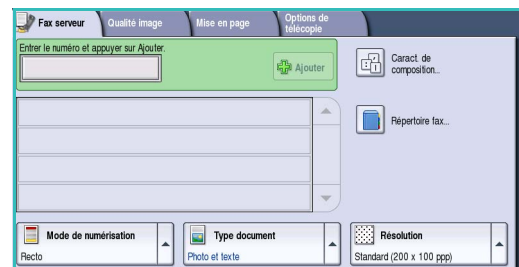 Fax serveur
Qualité image
Mise en page
Options de
télécopie
Entrer le numéro et appuyer sur Ajouter.
Ajouter
Caract. de
composition...
Répertoire fax...
Mode de numérisation
Recto
Type document
Photo et texte
Résolution
Standard (200 x 100 ppp)